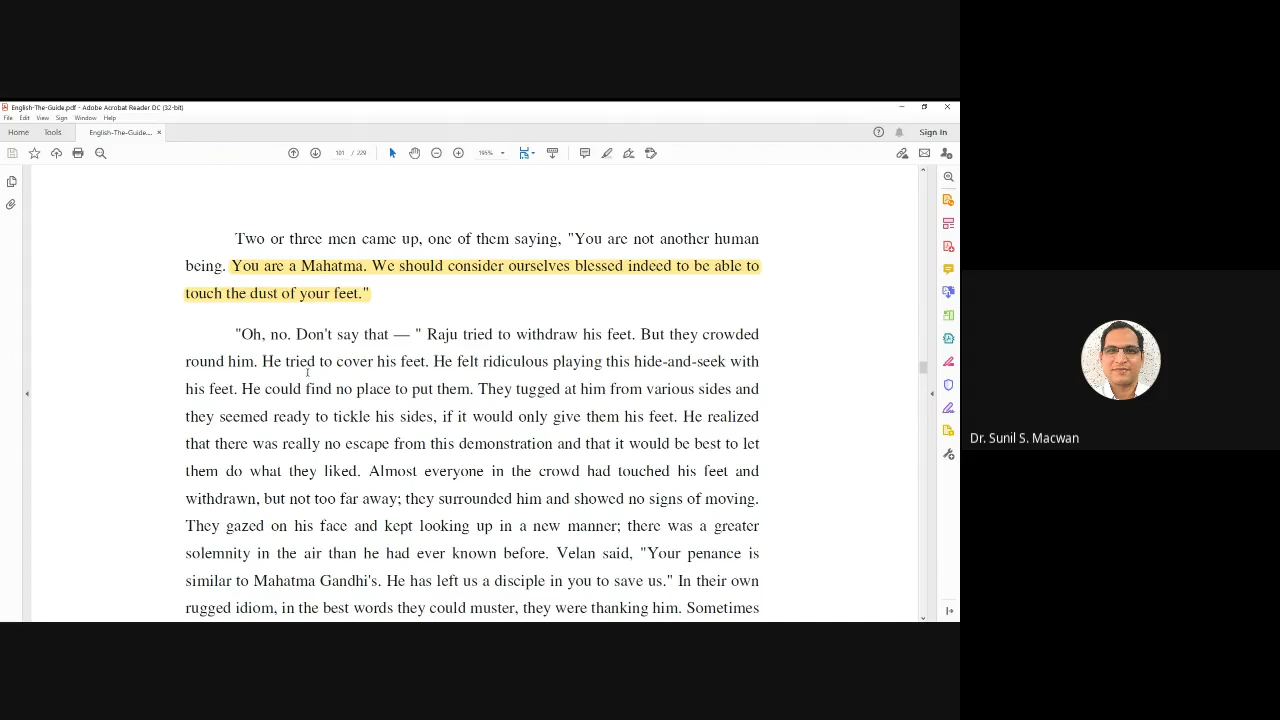 English-The-Guide.pdf - Adobe Acrobat Reader DC (32-bit)
File Edit View Sign Window Help
Home Tools English-The-Guide.... × Sign In
101 / 229 195%
Two or three men came up, one of them saying, "You are not another human
being. You are a Mahatma. We should consider ourselves blessed indeed to be able to
touch the dust of your feet."
"Oh, no. Don't say that — " Raju tried to withdraw his feet. But they crowded
round him. He tried to cover his feet. He felt ridiculous playing this hide-and-seek with
his feet. He could find no place to put them. They tugged at him from various sides and
they seemed ready to tickle his sides, if it would only give them his feet. He realized
that there was really no escape from this demonstration and that it would be best to let
them do what they liked. Almost everyone in the crowd had touched his feet and
withdrawn, but not too far away; they surrounded him and showed no signs of moving.
They gazed on his face and kept looking up in a new manner; there was a greater
solemnity in the air than he had ever known before. Velan said, "Your penance is
similar to Mahatma Gandhi's. He has left us a disciple in you to save us." In their own
rugged idiom, in the best words they could muster, they were thanking him. Sometimes
Dr. Sunil S. Macwan